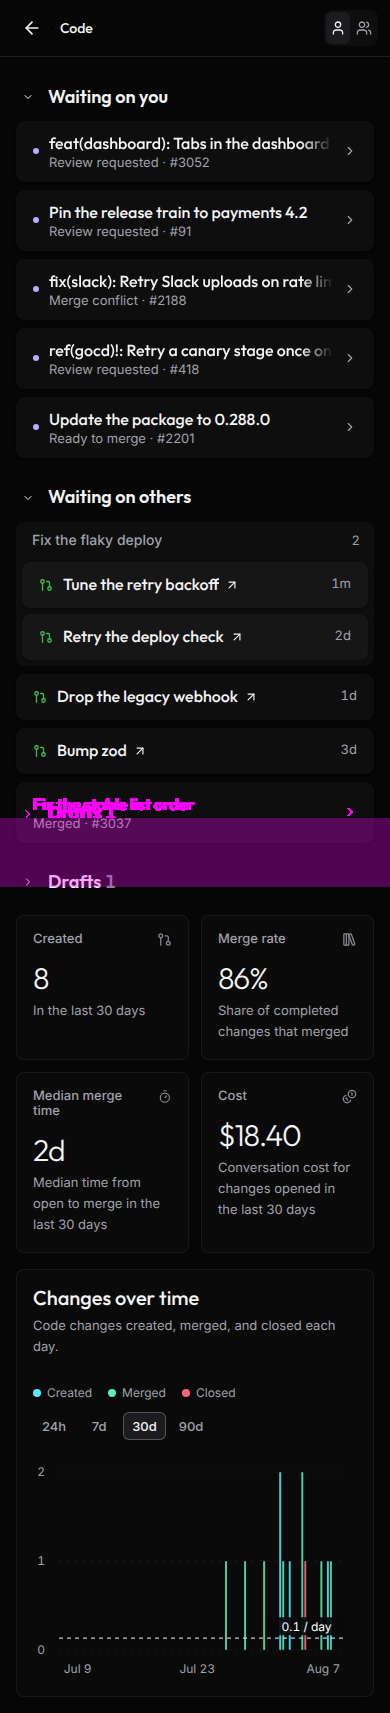 Code
Waiting on you
feat(dashboard): Tabs in the dashboard
Review requested · #3052
Pin the release train to payments 4.2
Review requested · #91
fix(slack): Retry Slack uploads on rate lin
Merge conflict · #2188
ref(gocd)!: Retry a canary stage once on
Review requested · #418
Update the package to 0.288.0
Ready to merge · #2201
Waiting on others
Fix the flaky deploy 2
Tune the retry backoff 1m
Retry the deploy check 2d
Drop the legacy webhook 1d
Bump zod 3d
Merged · #3037
Drafts 1
Created
8
In the last 30 days
Merge rate
86%
Share of completed
changes that merged
Median merge
time
2d
Median time from
open to merge in the
last 30 days
Cost
$18.40
Conversation cost for
changes opened in
the last 30 days
Changes over time
Code changes created, merged, and closed each
day.
Created Merged Closed
24h 7d 30d 90d
2
1
0.1 / day
0
Jul 9 Jul 23 Aug 7